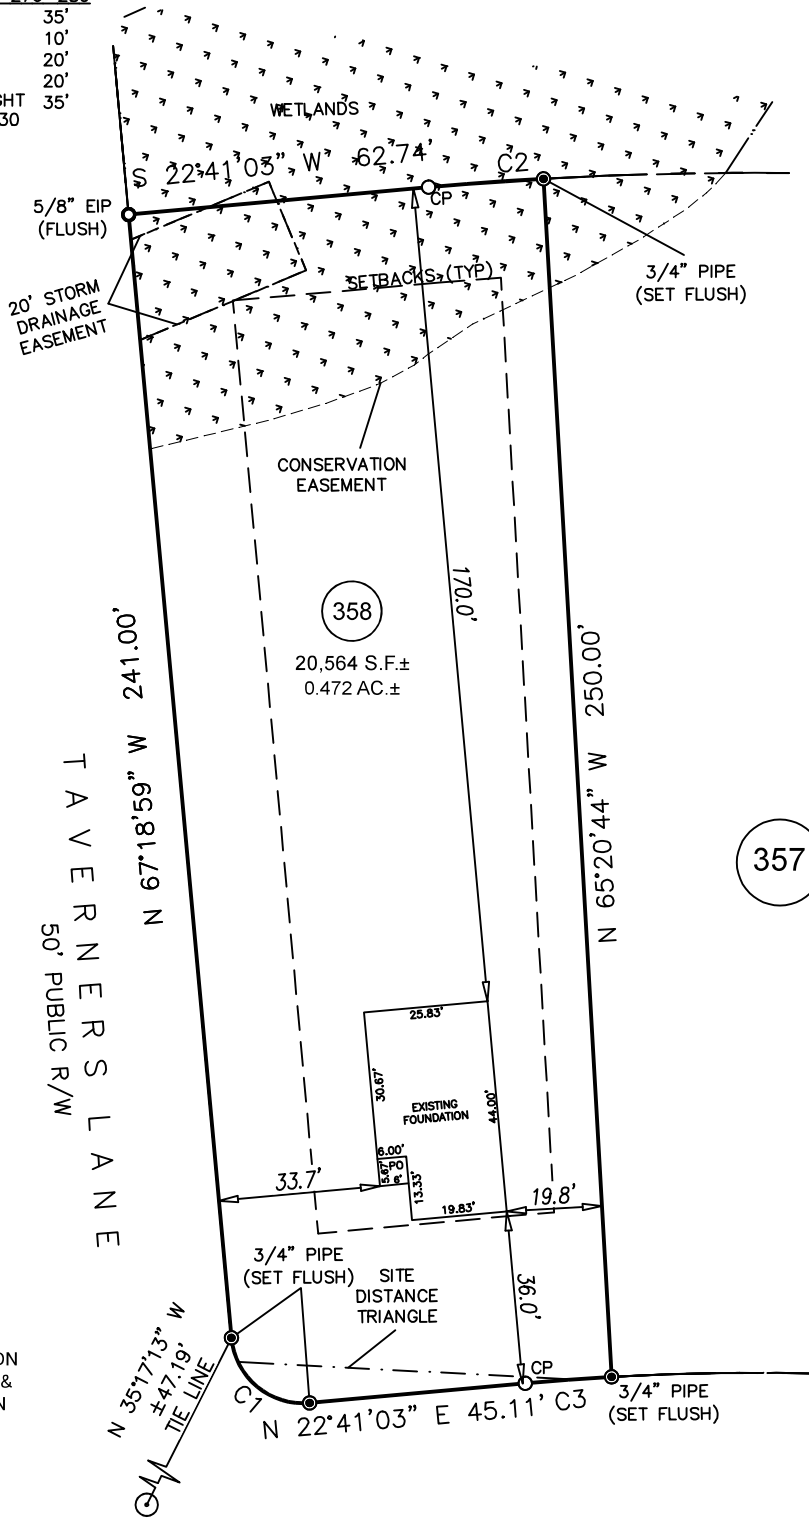 35'
10'
20'
20'
35'
30
WETLANDS
S 22°41'03" W 62.74'
C2
CP
5/8" EIP
(FLUSH)
3/4" PIPE
(SET FLUSH)
SETBACKS (TYP)
20' STORM
DRAINAGE
EASEMENT
CONSERVATION
EASEMENT
170.0'
358
20,564 S.F.±
0.472 AC.±
N 67°18'59" W 241.00'
N 65°20'44" W 250.00'
TAVERNERS LANE
50' PUBLIC R/W
357
25.83'
30.67'
EXISTING
FOUNDATION
44.00'
6.00'
5.67'
PO
6'
13.33'
19.83'
33.7'
19.8'
3/4" PIPE
(SET FLUSH)
SITE
DISTANCE
TRIANGLE
36.0'
N 35°17'13" W
±47.19'
TIE LINE
C1
CP
N 22°41'03" E 45.11'
C3
3/4" PIPE
(SET FLUSH)
ON
&
N